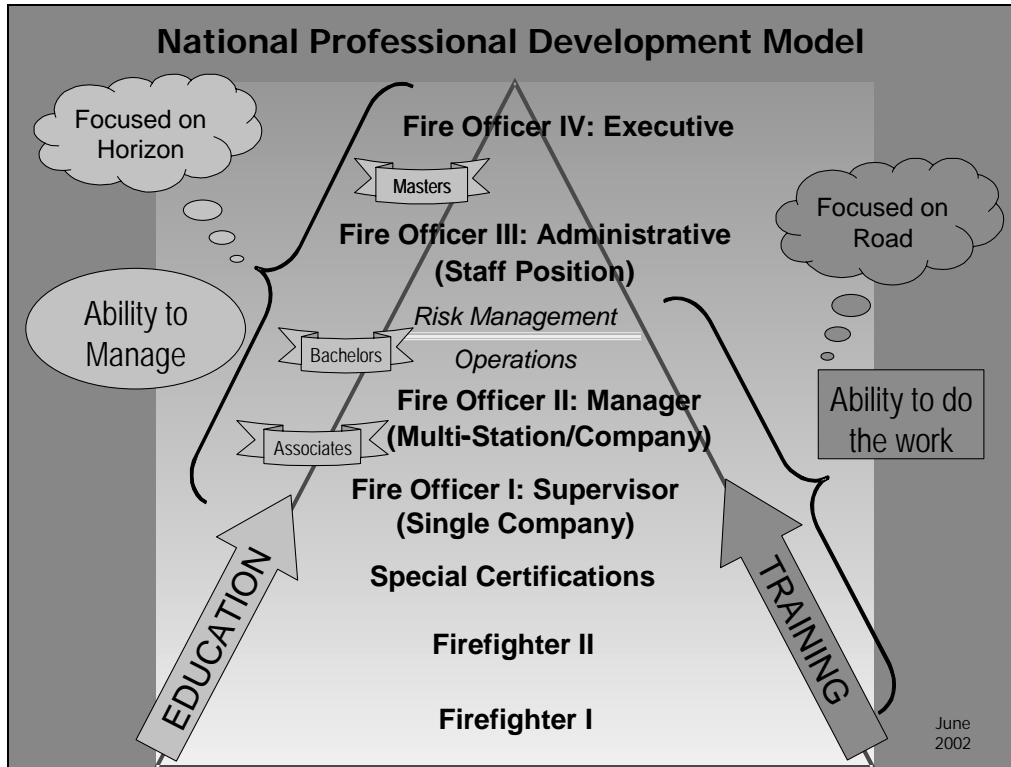 National Professional Development Model
Focused on
Horizon
Fire Officer IV: Executive
Masters
Focused on
Road
Fire Officer III: Administrative
(Staff Position)
Ability to
Manage
Risk Management
Bachelors
Operations
Fire Officer II: Manager
(Multi-Station/Company)
Ability to do
the work
Associates
Fire Officer I: Supervisor
(Single Company)
Special Certifications
EDUCATION
TRAINING
Firefighter II
Firefighter I
June
2002